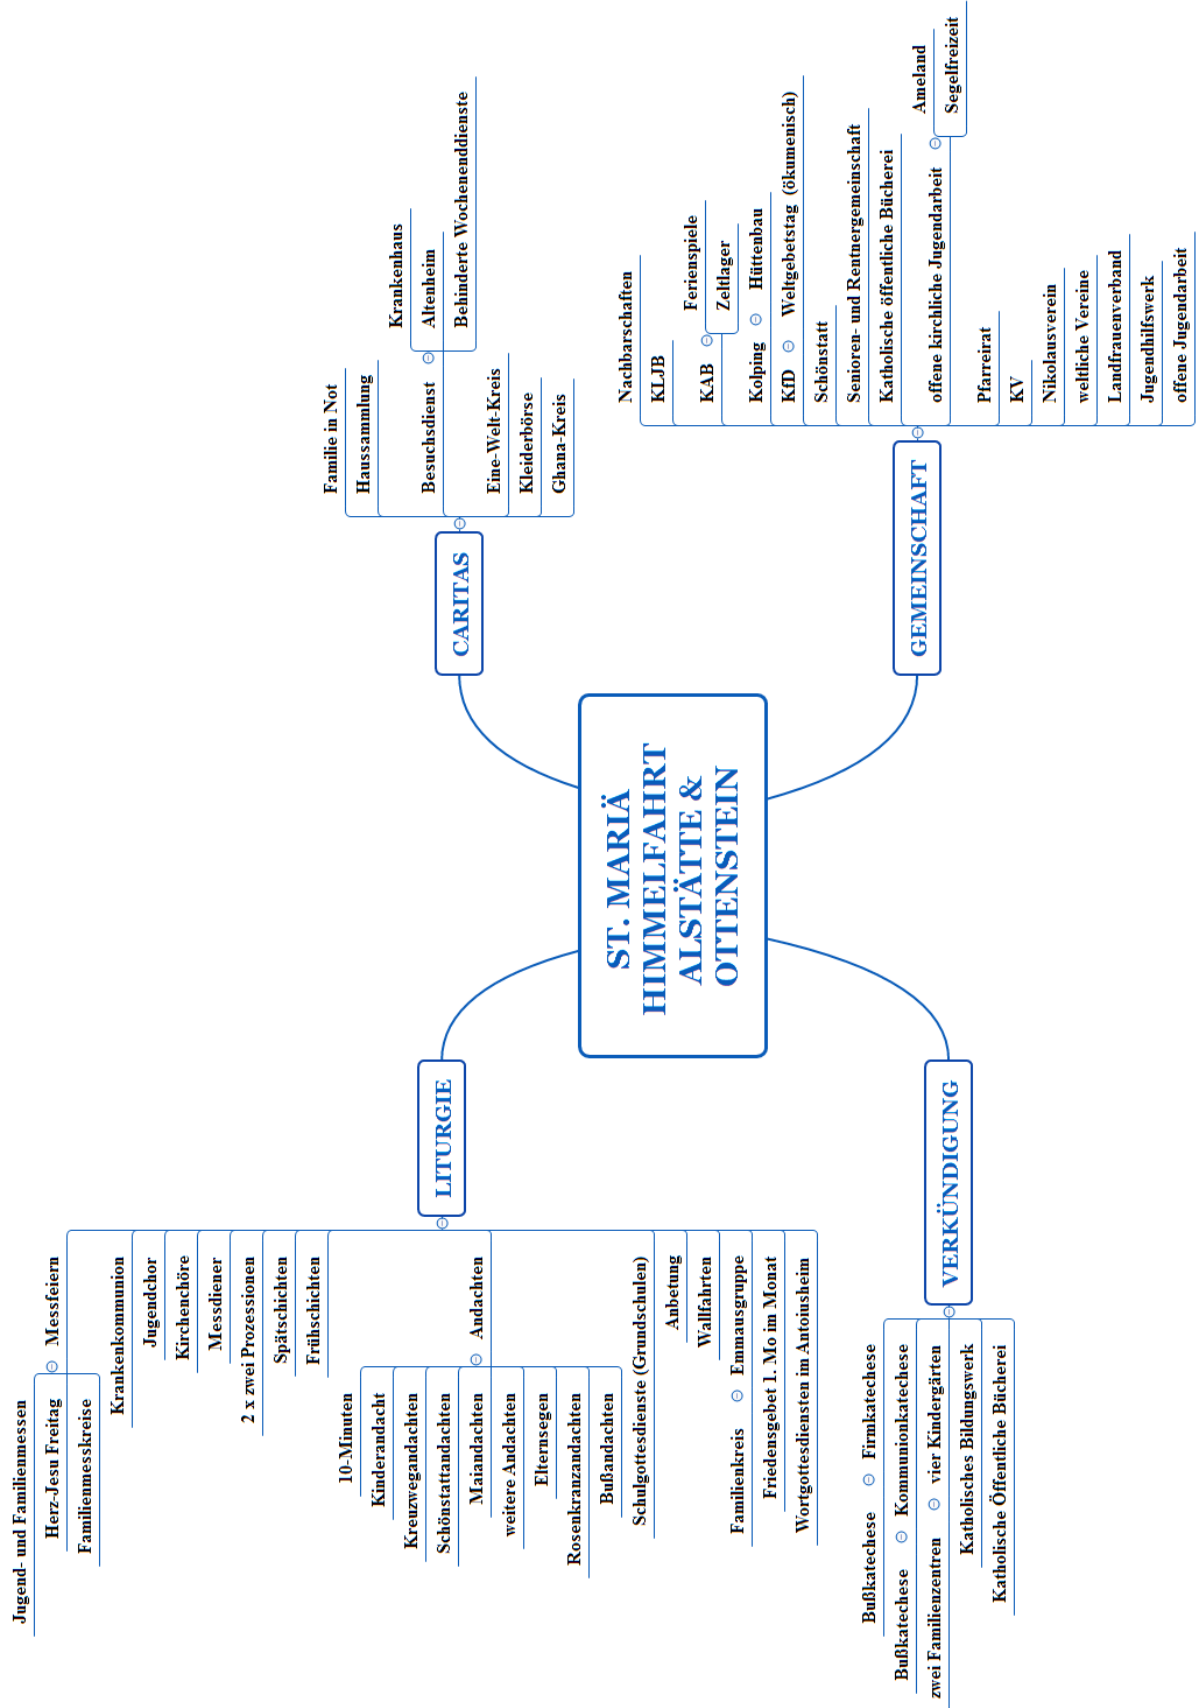 ST. MARIÄ
HIMMELFAHRT
ALSTÄTTE &
OTTENSTEIN
LITURGIE
Messfeiern
Jugend- und Familienmessen
Herz-Jesu Freitag
Familienmesskreise
Krankenkommunion
Jugendchor
Kirchenchöre
Messdiener
2 x zwei Prozessionen
Spätschichten
Frühschichten
Andachten
10-Minuten
Kinderandacht
Kreuzwegandachten
Schönstattandachten
Maiandachten
weitere Andachten
Elternsegen
Rosenkranzandachten
Bußandachten
Schulgottesdienste (Grundschulen)
Anbetung
Wallfahrten
Emmausgruppe
Familienkreis
Friedensgebet 1. Mo im Monat
Wortgottesdiensten im Antoiusheim
CARITAS
Familie in Not
Haussammlung
Besuchsdienst
Krankenhaus
Altenheim
Behinderte Wochenenddienste
Eine-Welt-Kreis
Kleiderbörse
Ghana-Kreis
VERKÜNDIGUNG
Firmkatechese
Bußkatechese
Kommunionkatechese
Bußkatechese
vier Kindergärten
zwei Familienzentren
Katholisches Bildungswerk
Katholische Öffentliche Bücherei
GEMEINSCHAFT
Nachbarschaften
KLJB
KAB
Ferienspiele
Zeltlager
Kolping
Hüttenbau
KfD
Weltgebetstag (ökumenisch)
Schönstatt
Senioren- und Rentnergemeinschaft
Katholische öffentliche Bücherei
offene kirchliche Jugendarbeit
Ameland
Segelfreizeit
Pfarreirat
KV
Nikolausverein
weltliche Vereine
Landfrauenverband
Jugendhilfswerk
offene Jugendarbeit